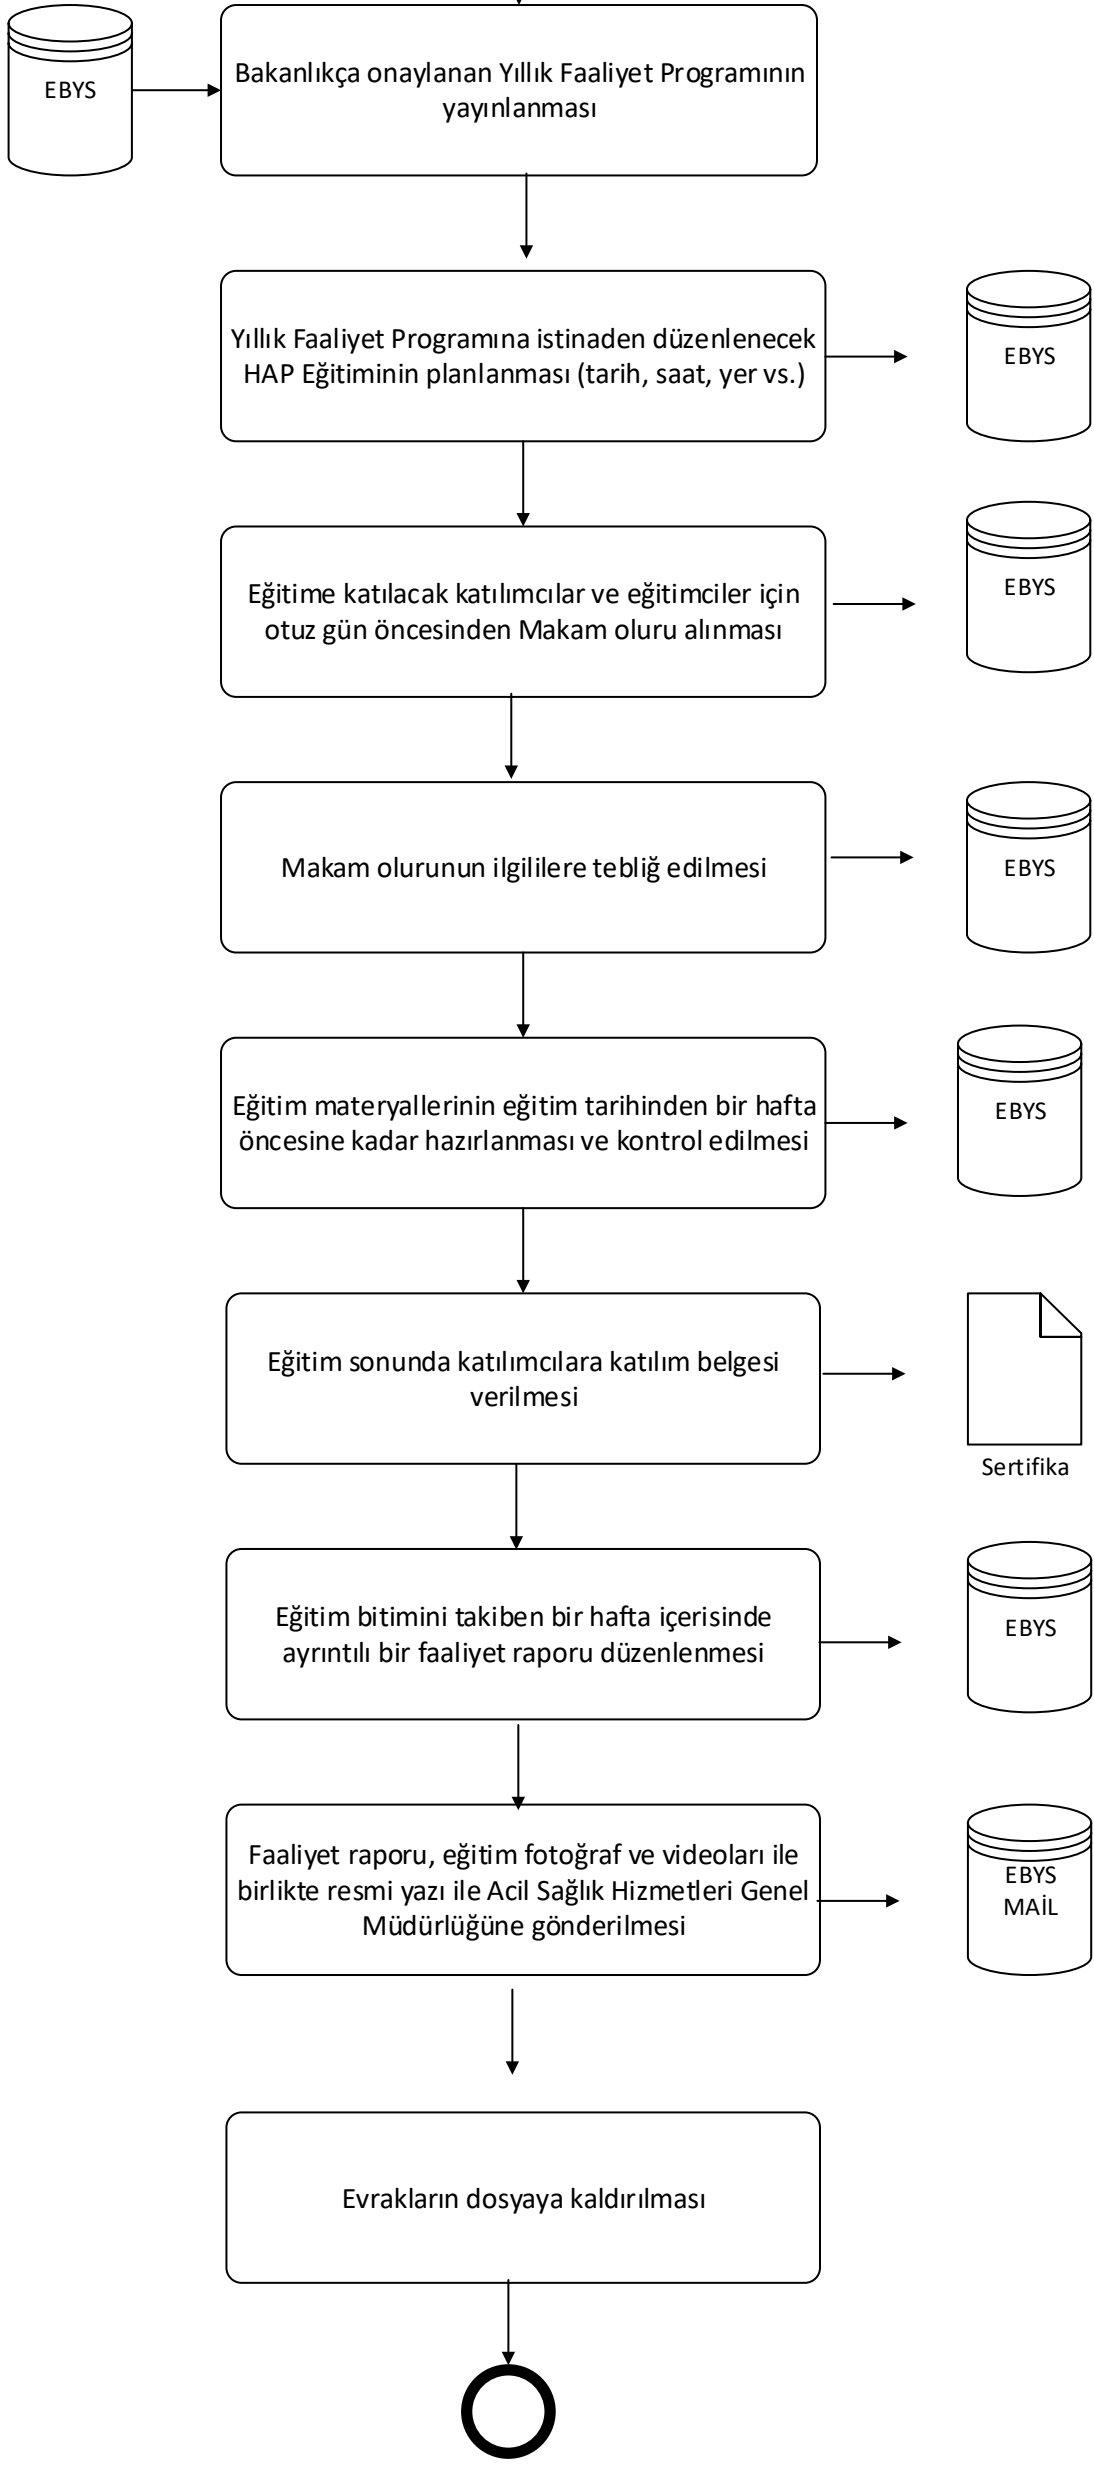 EBYS
Bakanlıkça onaylanan Yıllık Faaliyet Programının
yayınlanması
Yıllık Faaliyet Programına istinaden düzenlenecek
HAP Eğitiminin planlanması (tarih, saat, yer vs.)
EBYS
Eğitime katılacak katılımcılar ve eğitimciler için
otuz gün öncesinden Makam oluru alınması
EBYS
Makam olurunun ilgililere tebliğ edilmesi
EBYS
Eğitim materyallerinin eğitim tarihinden bir hafta
öncesine kadar hazırlanması ve kontrol edilmesi
EBYS
Eğitim sonunda katılımcılara katılım belgesi
verilmesi
Sertifika
Eğitim bitimini takiben bir hafta içerisinde
ayrıntılı bir faaliyet raporu düzenlenmesi
EBYS
Faaliyet raporu, eğitim fotoğraf ve videoları ile
birlikte resmi yazı ile Acil Sağlık Hizmetleri Genel
Müdürlüğüne gönderilmesi
EBYS
MAİL
Evrakların dosyaya kaldırılması